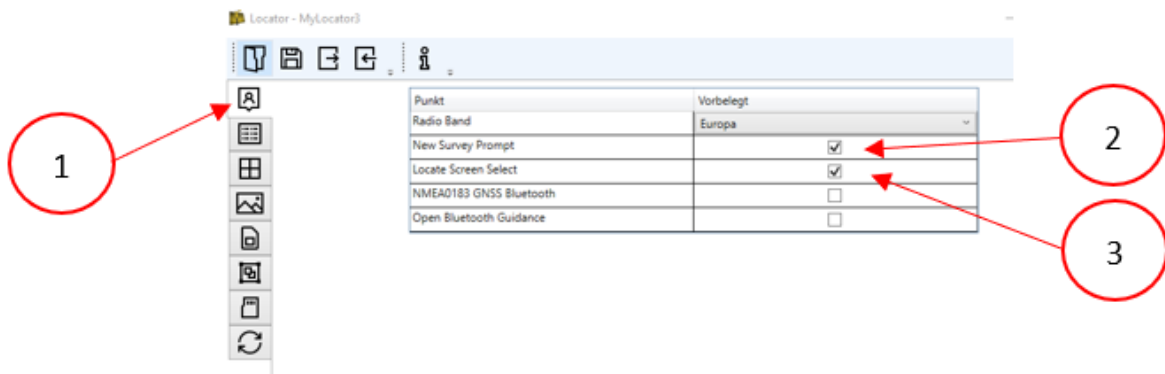 Locator - MyLocator3
1
Punkt Vorbelegt
Radio Band Europa
New Survey Prompt
2
Locate Screen Select
NMEA0183 GNSS Bluetooth
Open Bluetooth Guidance
3